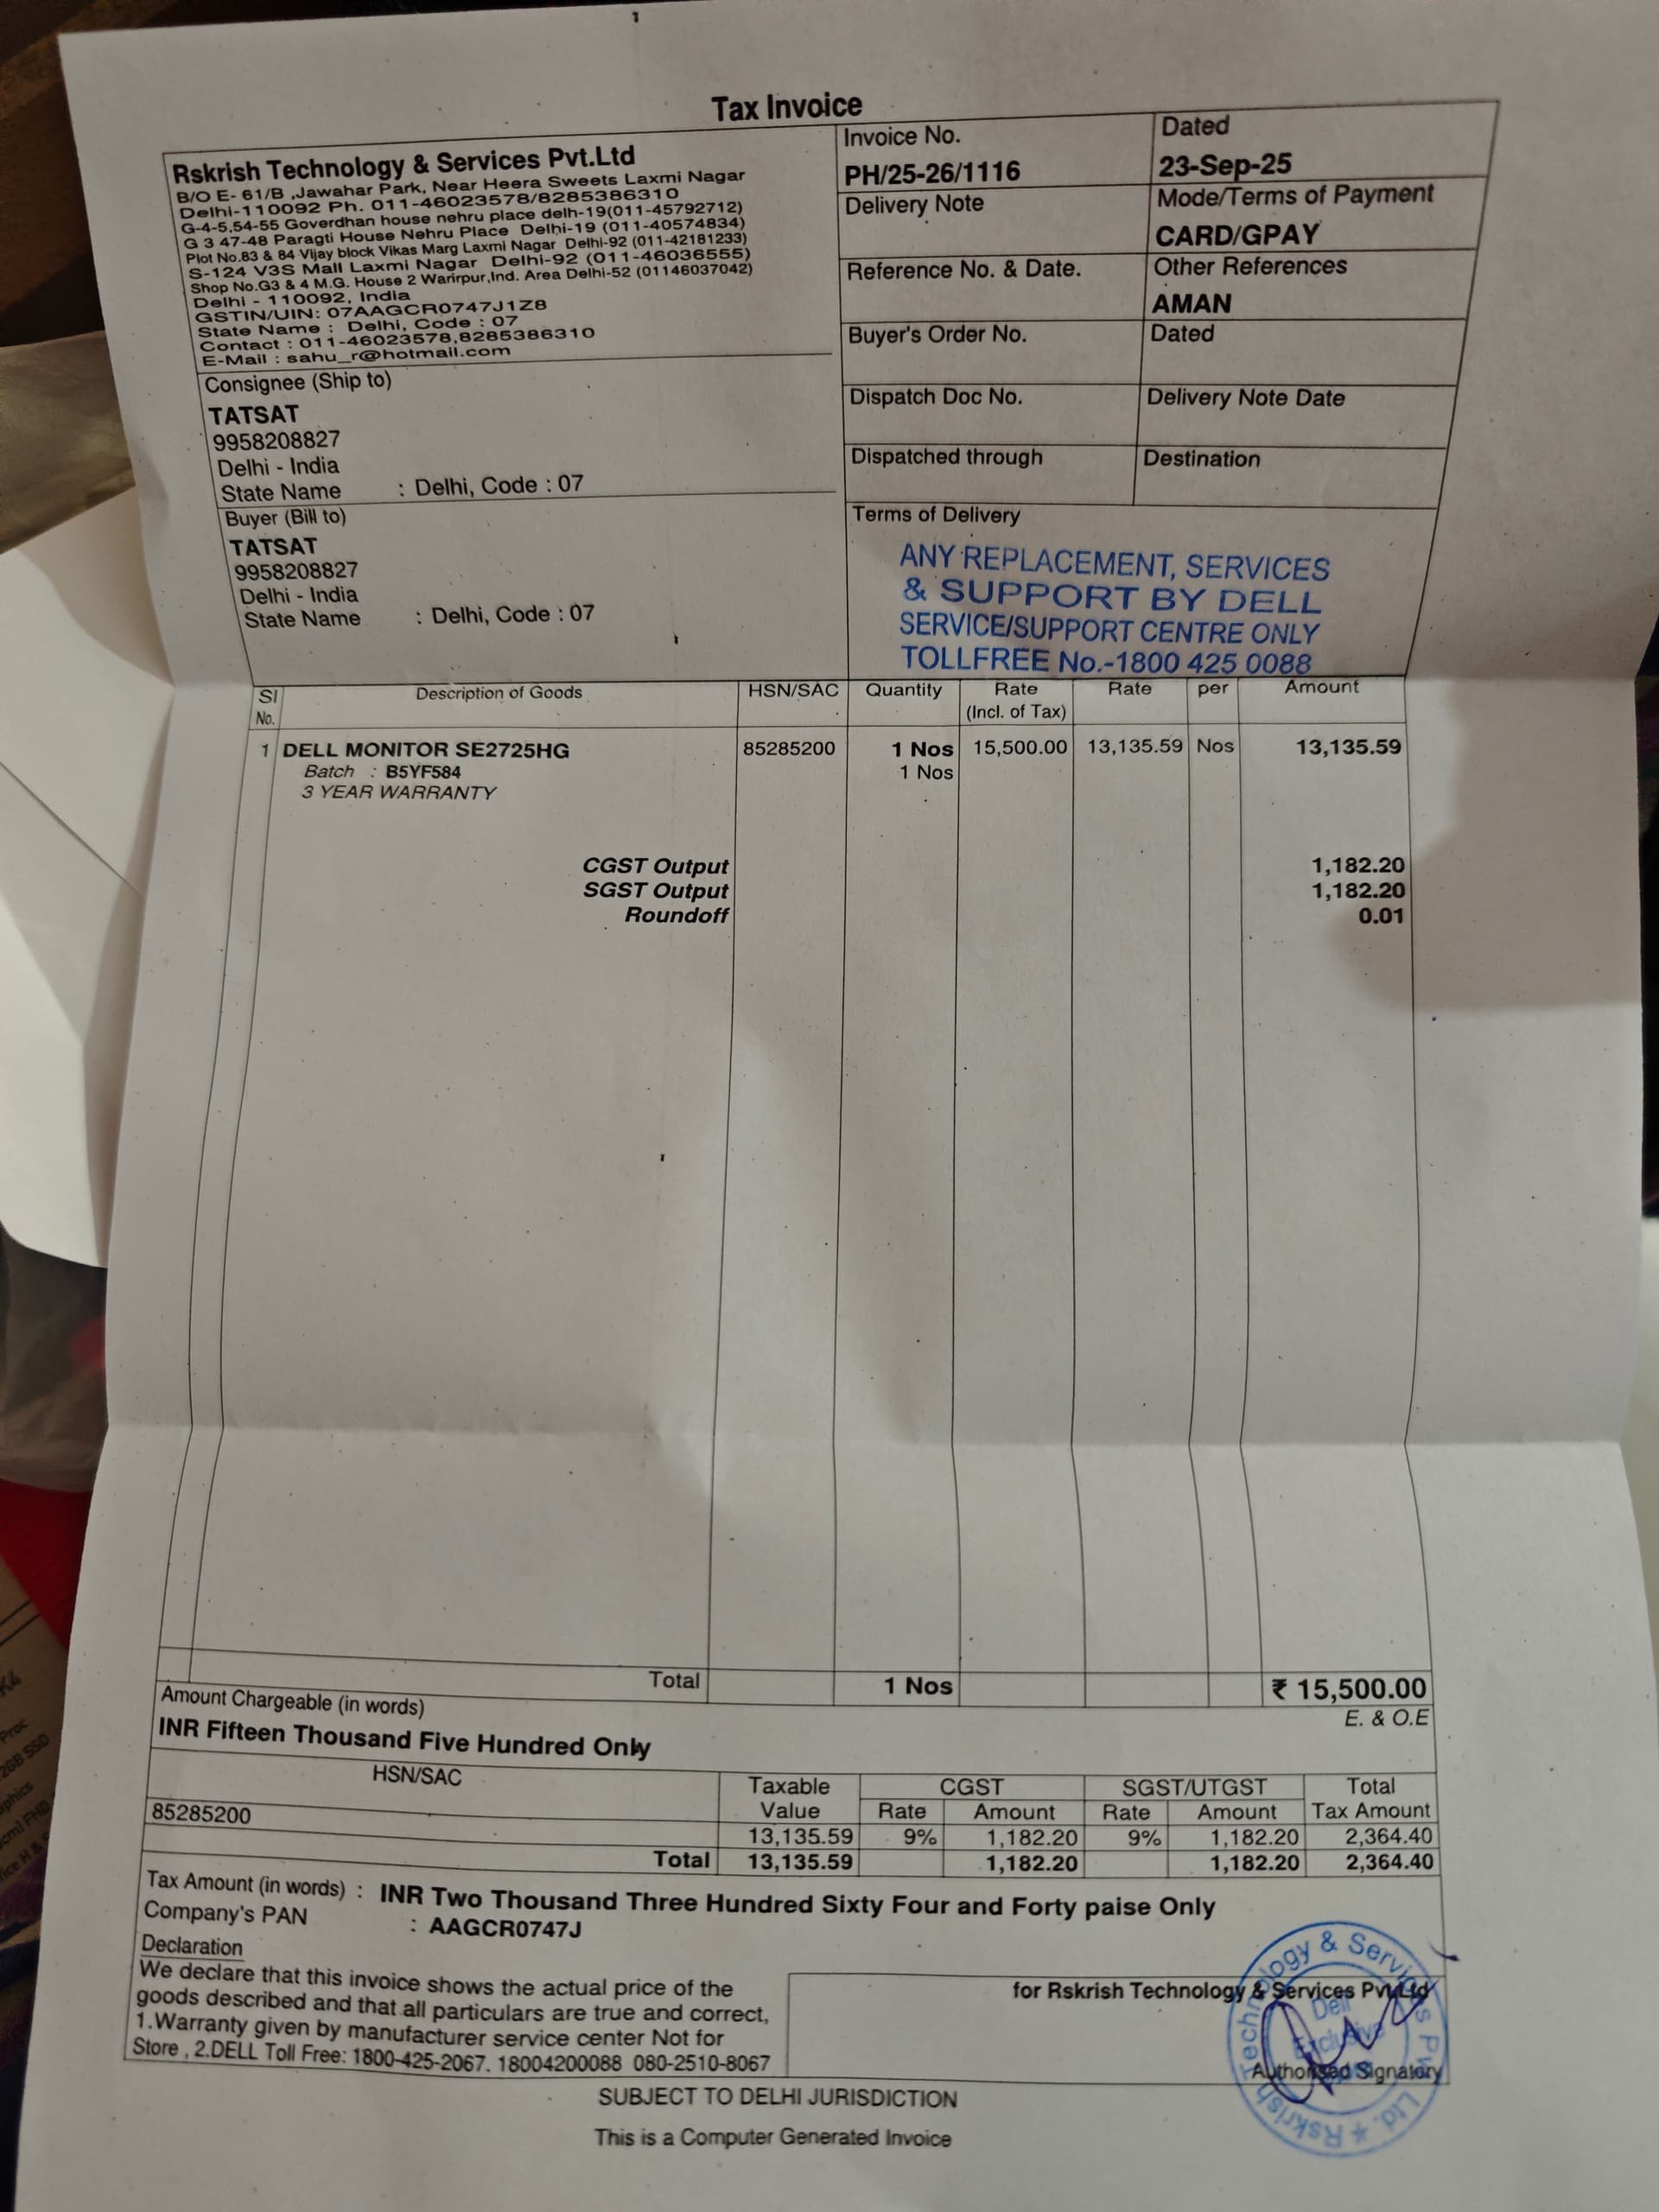 Tax Invoice
Rskrish Technology & Services Pvt.Ltd
B/O E- 61/B ,Jawahar Park, Near Heera Sweets Laxmi Nagar
Delhi-110092 Ph. 011-46023578/8285386310
G-4-5,54-55 Goverdhan house nehru place delh-19(011-45792712)
G 3 47-48 Paragti House Nehru Place Delhi-19 (011-40574834)
Plot No.83 & 84 Vijay block Vikas Marg Laxmi Nagar Delhi-92 (011-42181233)
S-124 V3S Mall Laxmi Nagar Delhi-92 (011-46036555)
Shop No.G3 & 4 M.G. House 2 Warirpur,Ind. Area Delhi-52 (01146037042)
Delhi - 110092, India
GSTIN/UIN: 07AAGCR0747J1Z8
State Name : Delhi, Code : 07
Contact : 011-46023578,8285386310
E-Mail : sahu_r@hotmail.com
Invoice No.
PH/25-26/1116
Dated
23-Sep-25
Delivery Note
Mode/Terms of Payment
CARD/GPAY
Reference No. & Date.
Other References
AMAN
Buyer's Order No.
Dated
Dispatch Doc No.
Delivery Note Date
Dispatched through
Destination
Terms of Delivery
ANY REPLACEMENT, SERVICES
& SUPPORT BY DELL
SERVICE/SUPPORT CENTRE ONLY
TOLLFREE No.-1800 425 0088
Consignee (Ship to)
TATSAT
9958208827
Delhi - India
State Name : Delhi, Code : 07
Buyer (Bill to)
TATSAT
9958208827
Delhi - India
State Name : Delhi, Code : 07
Sl No. Description of Goods HSN/SAC Quantity Rate (Incl. of Tax) Rate per Amount
1 DELL MONITOR SE2725HG 85285200 1 Nos 15,500.00 13,135.59 Nos 13,135.59
Batch : B5YF584 1 Nos
3 YEAR WARRANTY
CGST Output 1,182.20
SGST Output 1,182.20
Roundoff 0.01
Total 1 Nos ₹ 15,500.00
Amount Chargeable (in words) E. & O.E
INR Fifteen Thousand Five Hundred Only
HSN/SAC Taxable Value CGST Rate Amount SGST/UTGST Rate Amount Total Tax Amount
85285200 13,135.59 9% 1,182.20 9% 1,182.20 2,364.40
Total 13,135.59 1,182.20 1,182.20 2,364.40
Tax Amount (in words) : INR Two Thousand Three Hundred Sixty Four and Forty paise Only
Company's PAN : AAGCR0747J
Declaration
We declare that this invoice shows the actual price of the
goods described and that all particulars are true and correct,
1.Warranty given by manufacturer service center Not for
Store , 2.DELL Toll Free: 1800-425-2067. 18004200088 080-2510-8067
for Rskrish Technology & Services Pvt.Ltd
Authorised Signatory
Rskrish Technology & Services Pvt. Ltd.
Dell
Exclusive
SUBJECT TO DELHI JURISDICTION
This is a Computer Generated Invoice